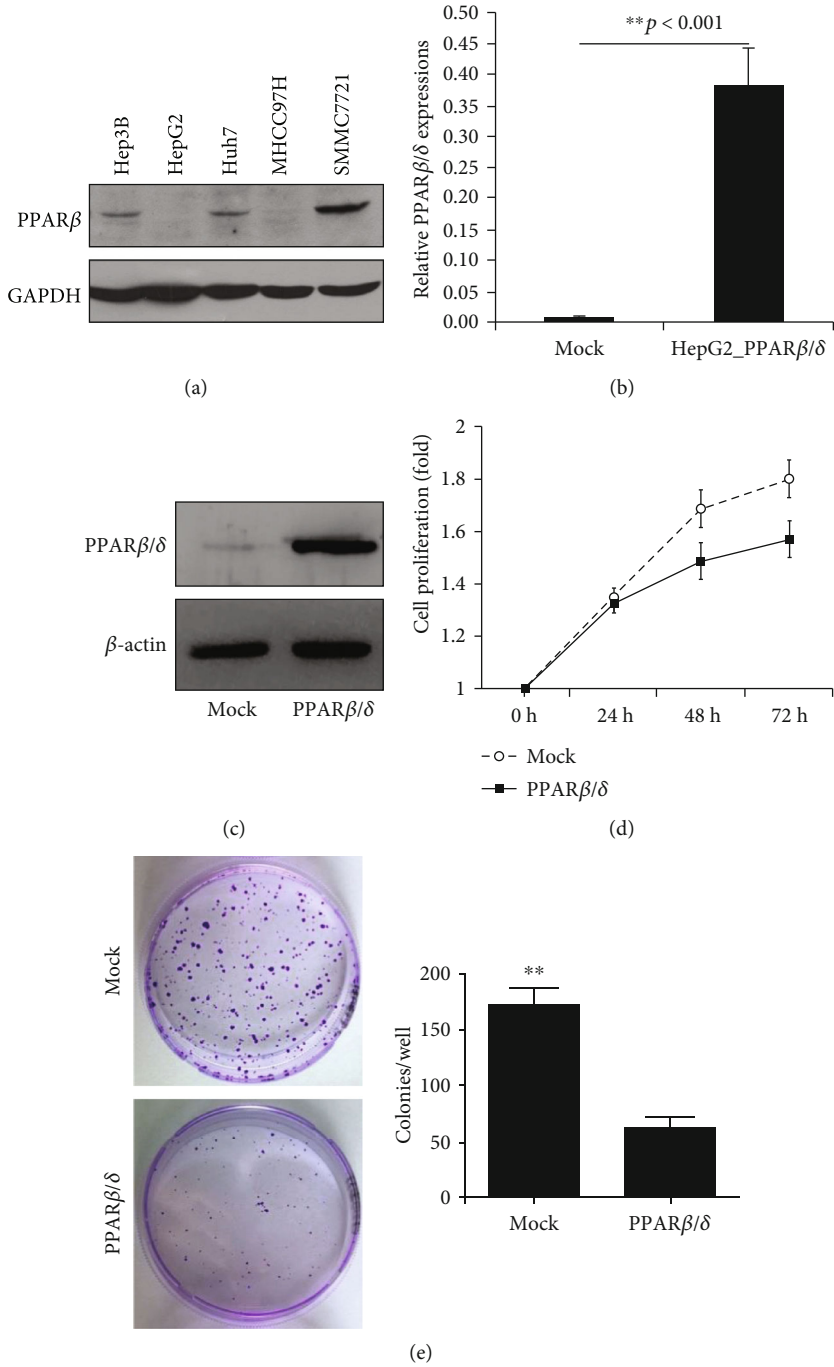 Hep3B
HepG2
Huh7
MHCC97H
SMMC7721
PPARβ
GAPDH
(a)
0.50
0.45
0.40
0.35
0.30
0.25
0.20
0.15
0.10
0.05
0.00
Relative PPARβ/δ expressions
**p < 0.001
Mock
HepG2_PPARβ/δ
(b)
PPARβ/δ
β-actin
Mock
PPARβ/δ
(c)
2
1.8
1.6
1.4
1.2
1
Cell proliferation (fold)
0 h
24 h
48 h
72 h
Mock
PPARβ/δ
(d)
Mock
PPARβ/δ
200
150
100
50
0
Colonies/well
**
Mock
PPARβ/δ
(e)